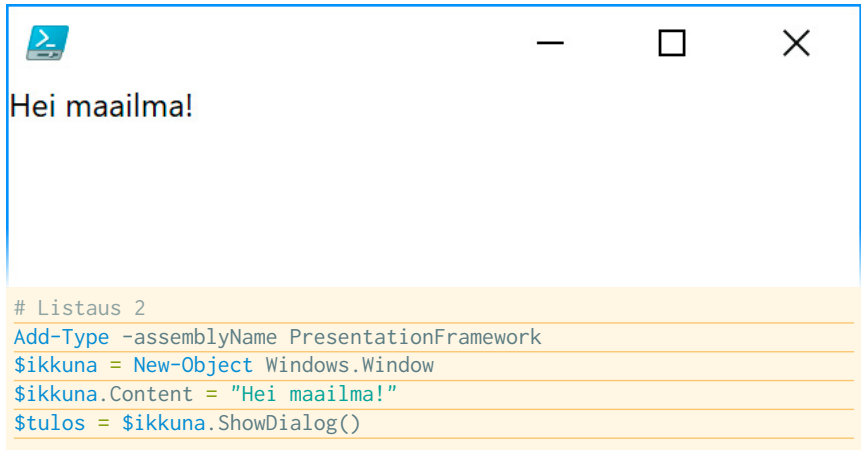 Hei maailma!
# Listaus 2
Add-Type -assemblyName PresentationFramework
$ikkuna = New-Object Windows.Window
$ikkuna.Content = "Hei maailma!"
$tulos = $ikkuna.ShowDialog()